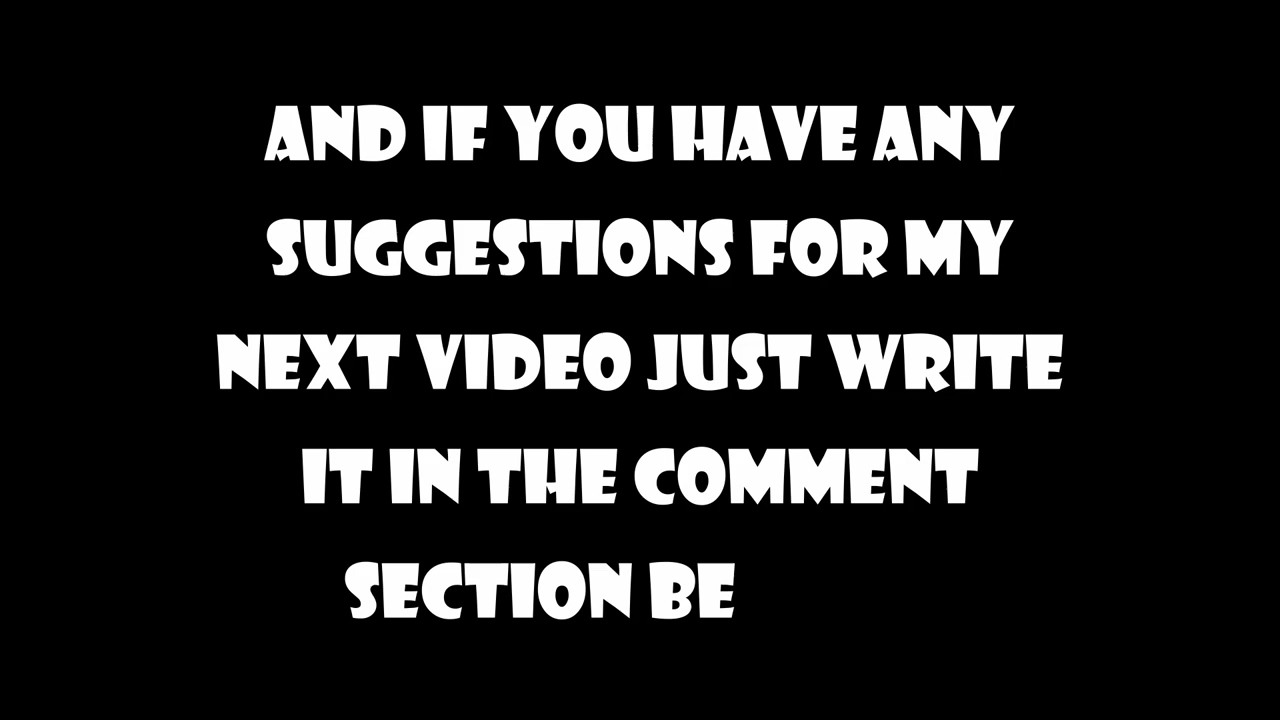 AND IF YOU HAVE ANY
SUGGESTIONS FOR MY
NEXT VIDEO JUST WRITE
IT IN THE COMMENT
SECTION BE